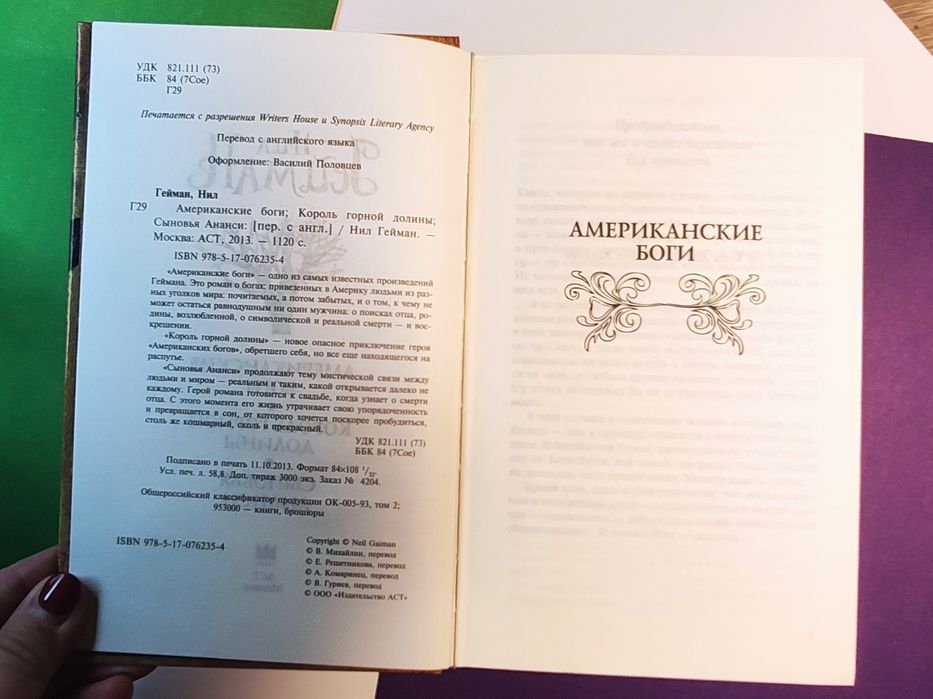 УДК 821.111 (73)
ББК 84 (7Сое)
Г29
Печатается с разрешения Writers House и Synopsis Literary Agency
Перевод с английского языка
Оформление: Василий Половцев
Гейман, Нил
Г29 Американские боги; Король горной долины;
Сыновья Ананси: [пер. с англ.] / Нил Гейман. —
Москва: АСТ, 2013. — 1120 с.
ISBN 978-5-17-076235-4
«Американские боги» — одно из самых известных произведений
Геймана. Это роман о богах: привезенных в Америку людьми из раз-
ных уголков мира: почитаемых, а потом забытых, и о том, к чему не
может остаться равнодушным ни один мужчина: о поисках отца, ро-
дины, возлюбленной, о символической и реальной смерти — и вос-
крешении.
«Король горной долины» — новое опасное приключение героя
«Американских богов», обретшего себя, но все еще находящегося на
распутье.
«Сыновья Ананси» продолжают тему мистической связи между
людьми и миром — реальным и таким, какой открывается далеко не
каждому. Герой романа готовится к свадьбе, когда узнает о смерти
отца. С этого момента его жизнь утрачивает свою упорядоченность
и превращается в сон, от которого хочется поскорее пробудиться,
столь же кошмарный, сколь и прекрасный.
УДК 821.111 (73)
ББК 84 (7Сое)
Подписано в печать 11.10.2013. Формат 84×108 1/32.
Усл. печ. л. 58,8. Доп. тираж 3000 экз. Заказ № 4204.
Общероссийский классификатор продукции ОК-005-93, том 2;
953000 — книги, брошюры
ISBN 978-5-17-076235-4
Copyright © Neil Gaiman
© В. Михайлин, перевод
© Е. Решетникова, перевод
© А. Комаринец, перевод
© В. Гуриев, перевод
© ООО «Издательство АСТ»
АМЕРИКАНСКИЕ
БОГИ